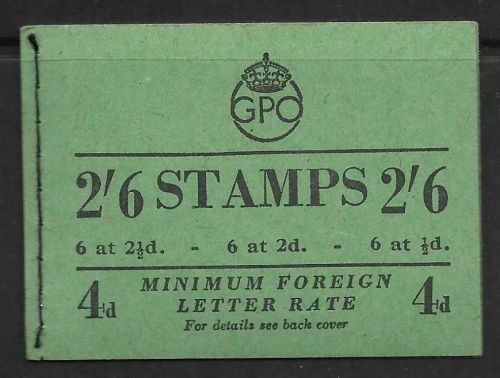 GPO
2/6 STAMPS 2/6
6 at 2½d. - 6 at 2d. - 6 at ½d.
4d MINIMUM FOREIGN 4d
LETTER RATE
For details see back cover